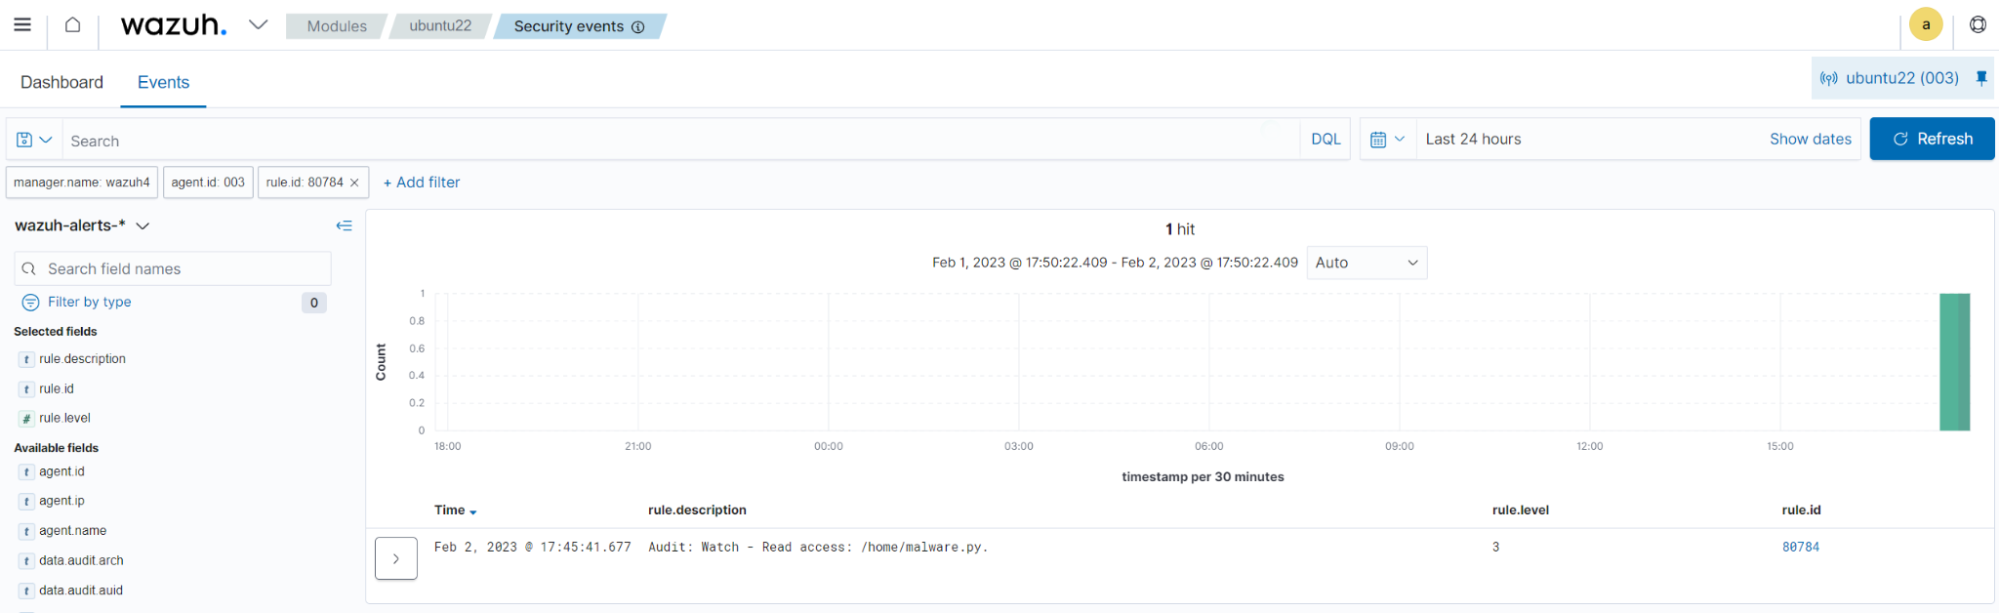 wazuh. Modules ubuntu22 Security events a
Dashboard Events ubuntu22 (003)
Search DQL Last 24 hours Show dates Refresh
manager.name: wazuh4 agent.id: 003 rule.id: 80784 × + Add filter
wazuh-alerts-*
1 hit
Feb 1, 2023 @ 17:50:22.409 - Feb 2, 2023 @ 17:50:22.409 Auto
Search field names
Filter by type 0
Selected fields
t rule.description
t rule.id
# rule.level
Available fields
t agent.id
t agent.ip
t agent.name
t data.audit.arch
t data.audit.auid
Count
1
0.8
0.6
0.4
0.2
0
18:00 21:00 00:00 03:00 06:00 09:00 12:00 15:00
timestamp per 30 minutes
Time rule.description rule.level rule.id
Feb 2, 2023 @ 17:45:41.677 Audit: Watch - Read access: /home/malware.py. 3 80784